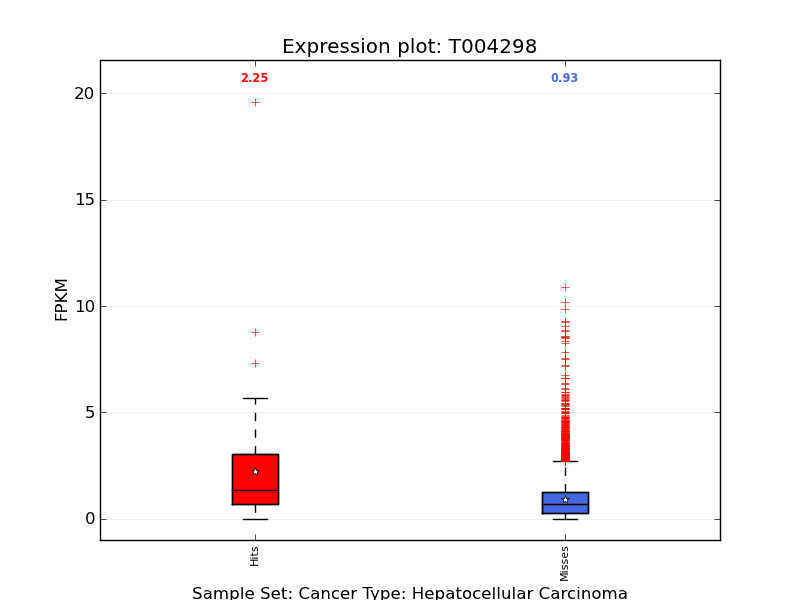 Expression plot: T004298
2.25
0.93
20
15
10
5
0
FPKM
Hits
Misses
Sample Set: Cancer Type: Hepatocellular Carcinoma